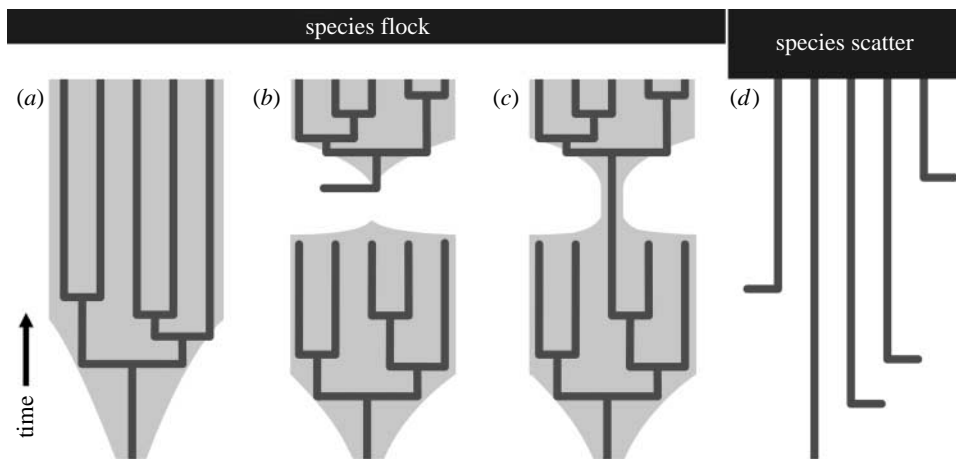 species flock
species scatter
(a)
(b)
(c)
(d)
time